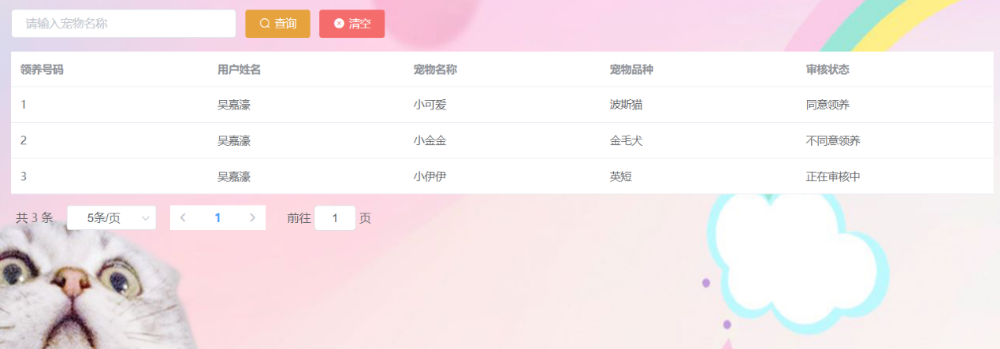 请输入宠物名称 查询 清空
领养号码 用户姓名 宠物名称 宠物品种 审核状态
1 吴嘉濠 小可爱 波斯猫 同意领养
2 吴嘉濠 小金金 金毛犬 不同意领养
3 吴嘉濠 小伊伊 英短 正在审核中
共 3 条 5条/页 1 前往 1 页